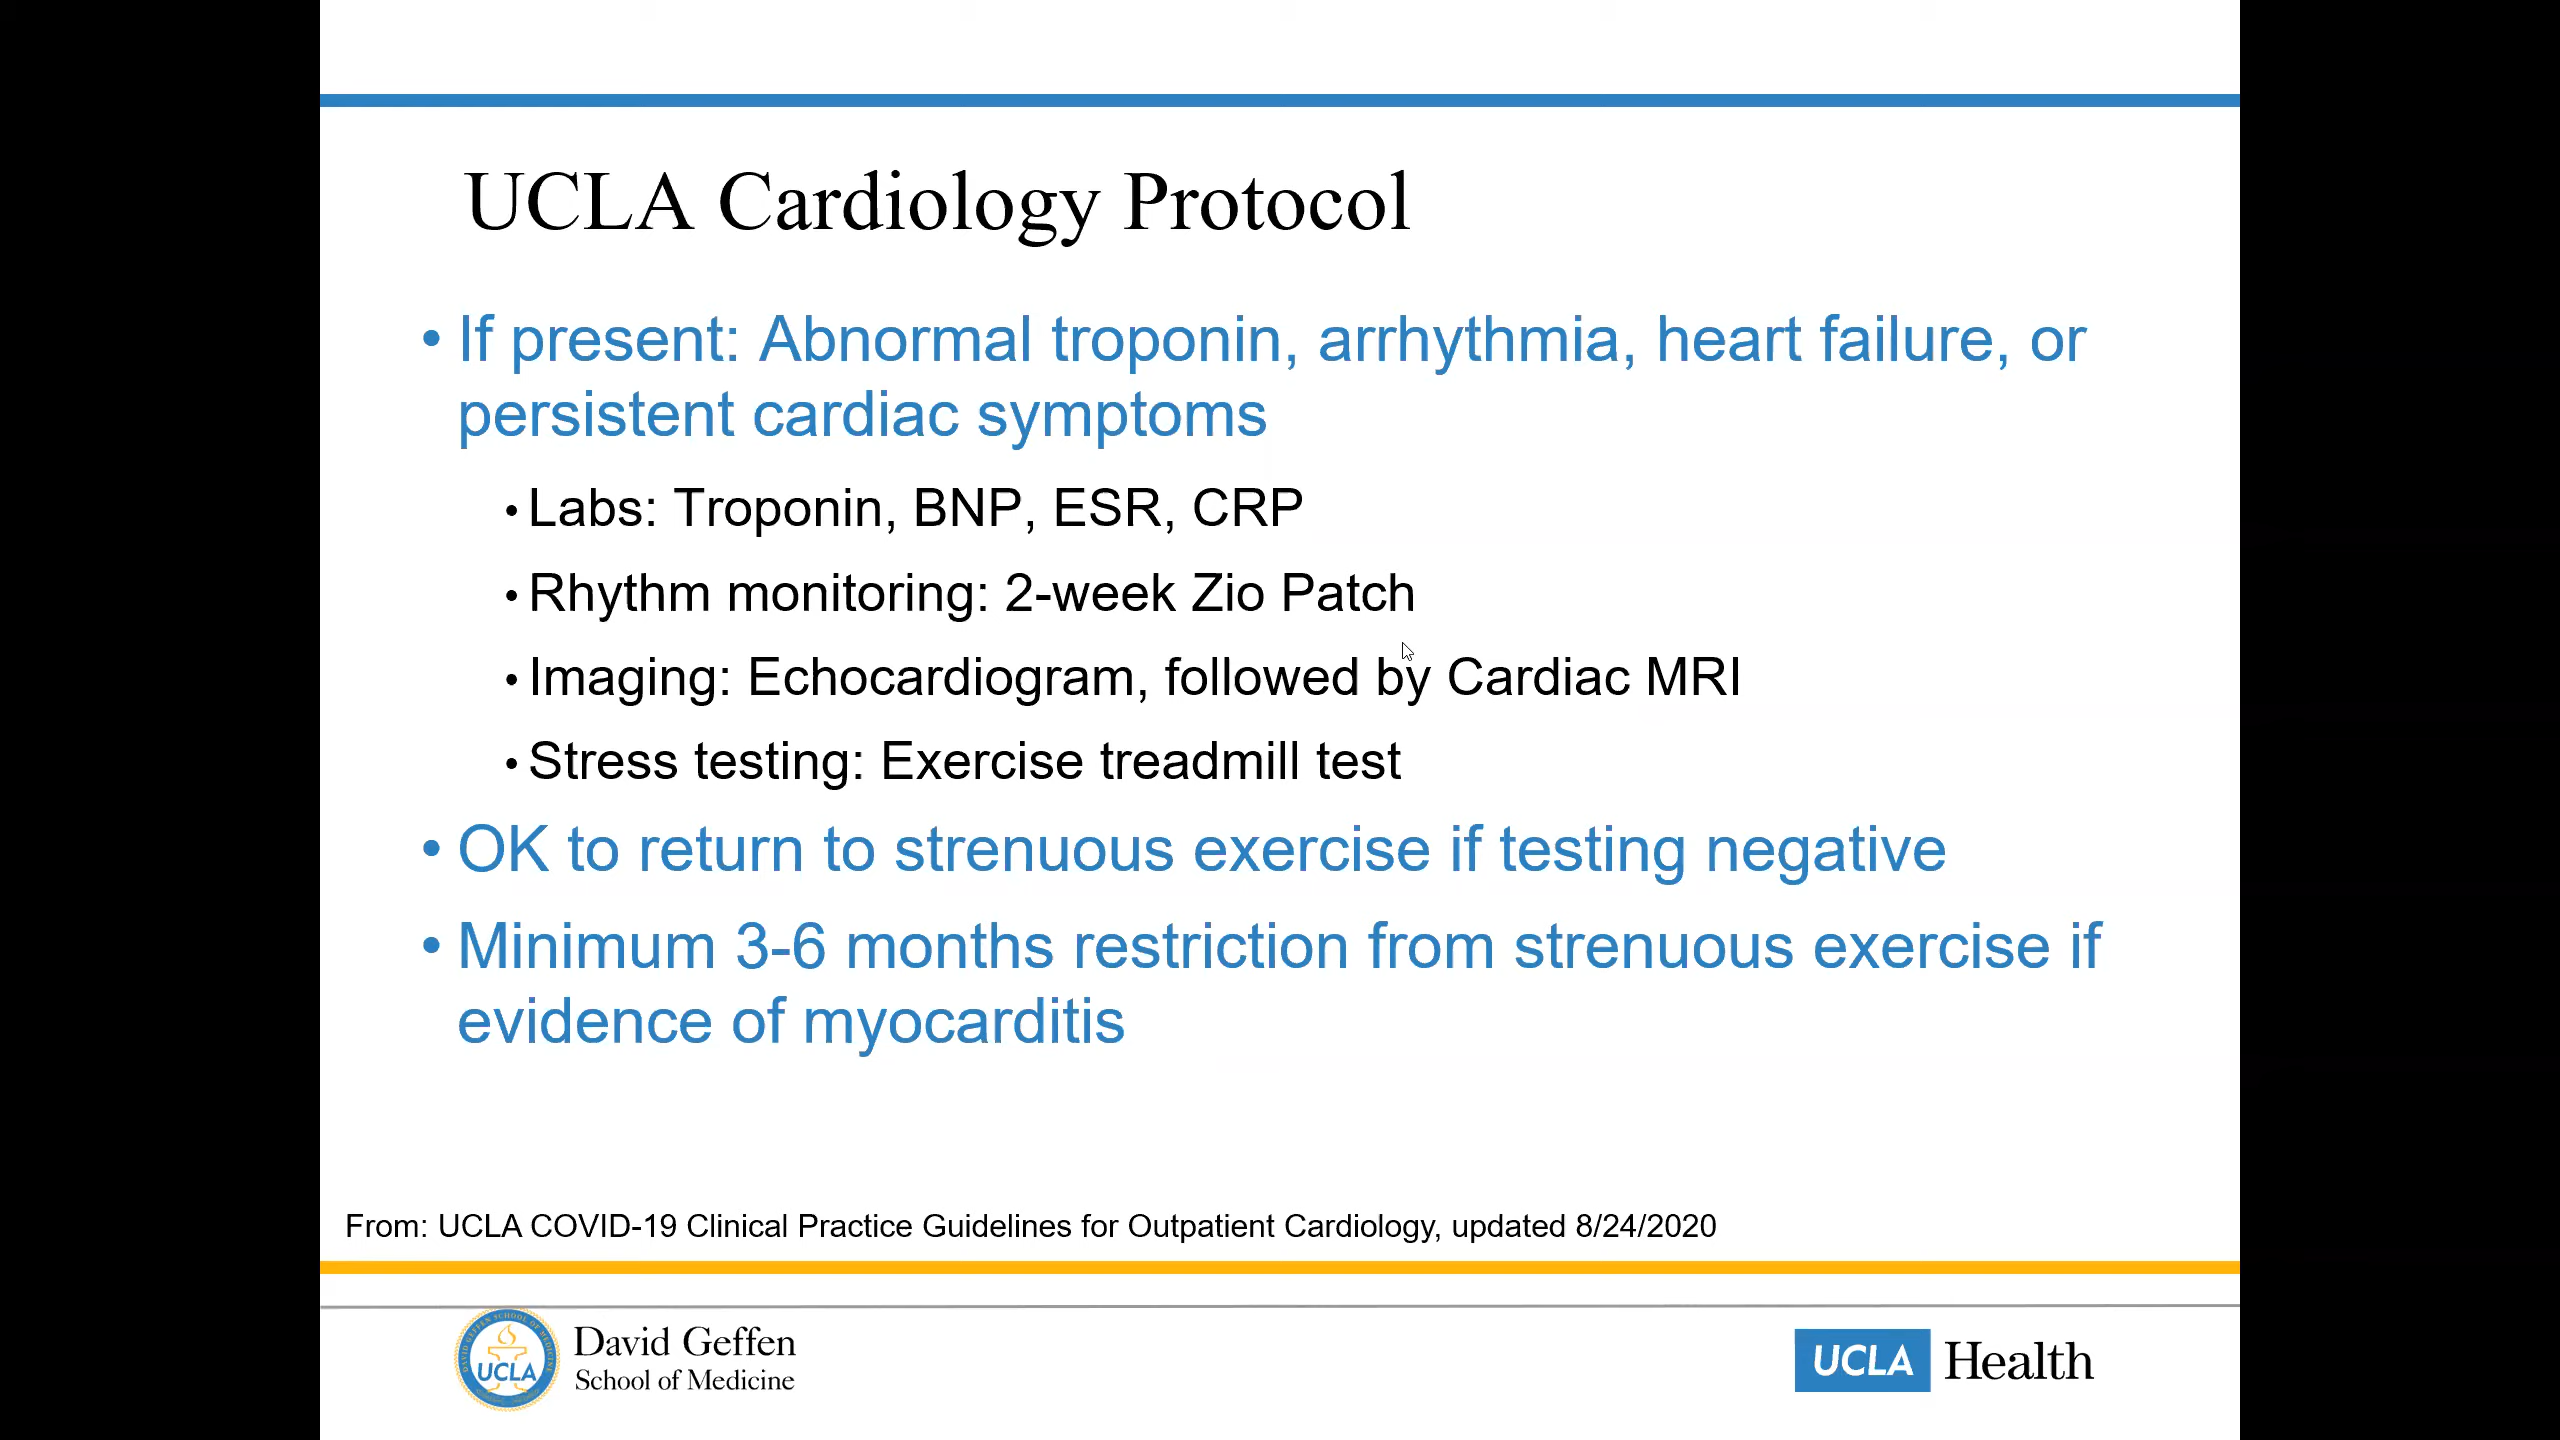 UCLA Cardiology Protocol
• If present: Abnormal troponin, arrhythmia, heart failure, or
persistent cardiac symptoms
• Labs: Troponin, BNP, ESR, CRP
• Rhythm monitoring: 2-week Zio Patch
• Imaging: Echocardiogram, followed by Cardiac MRI
• Stress testing: Exercise treadmill test
• OK to return to strenuous exercise if testing negative
• Minimum 3-6 months restriction from strenuous exercise if
evidence of myocarditis
From: UCLA COVID-19 Clinical Practice Guidelines for Outpatient Cardiology, updated 8/24/2020
UCLA
David Geffen
School of Medicine
UCLA Health